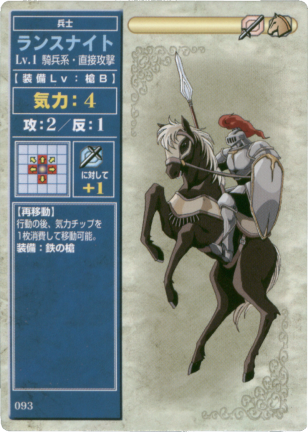 兵士
ランスナイト
Lv.1 騎兵系・直接攻撃
【装備Lv:槍B】
気力:4
攻:2/反:1
に対して
+1
【再移動】
行動の後、気力チップを
1枚消費して移動可能。
装備:鉄の槍
093